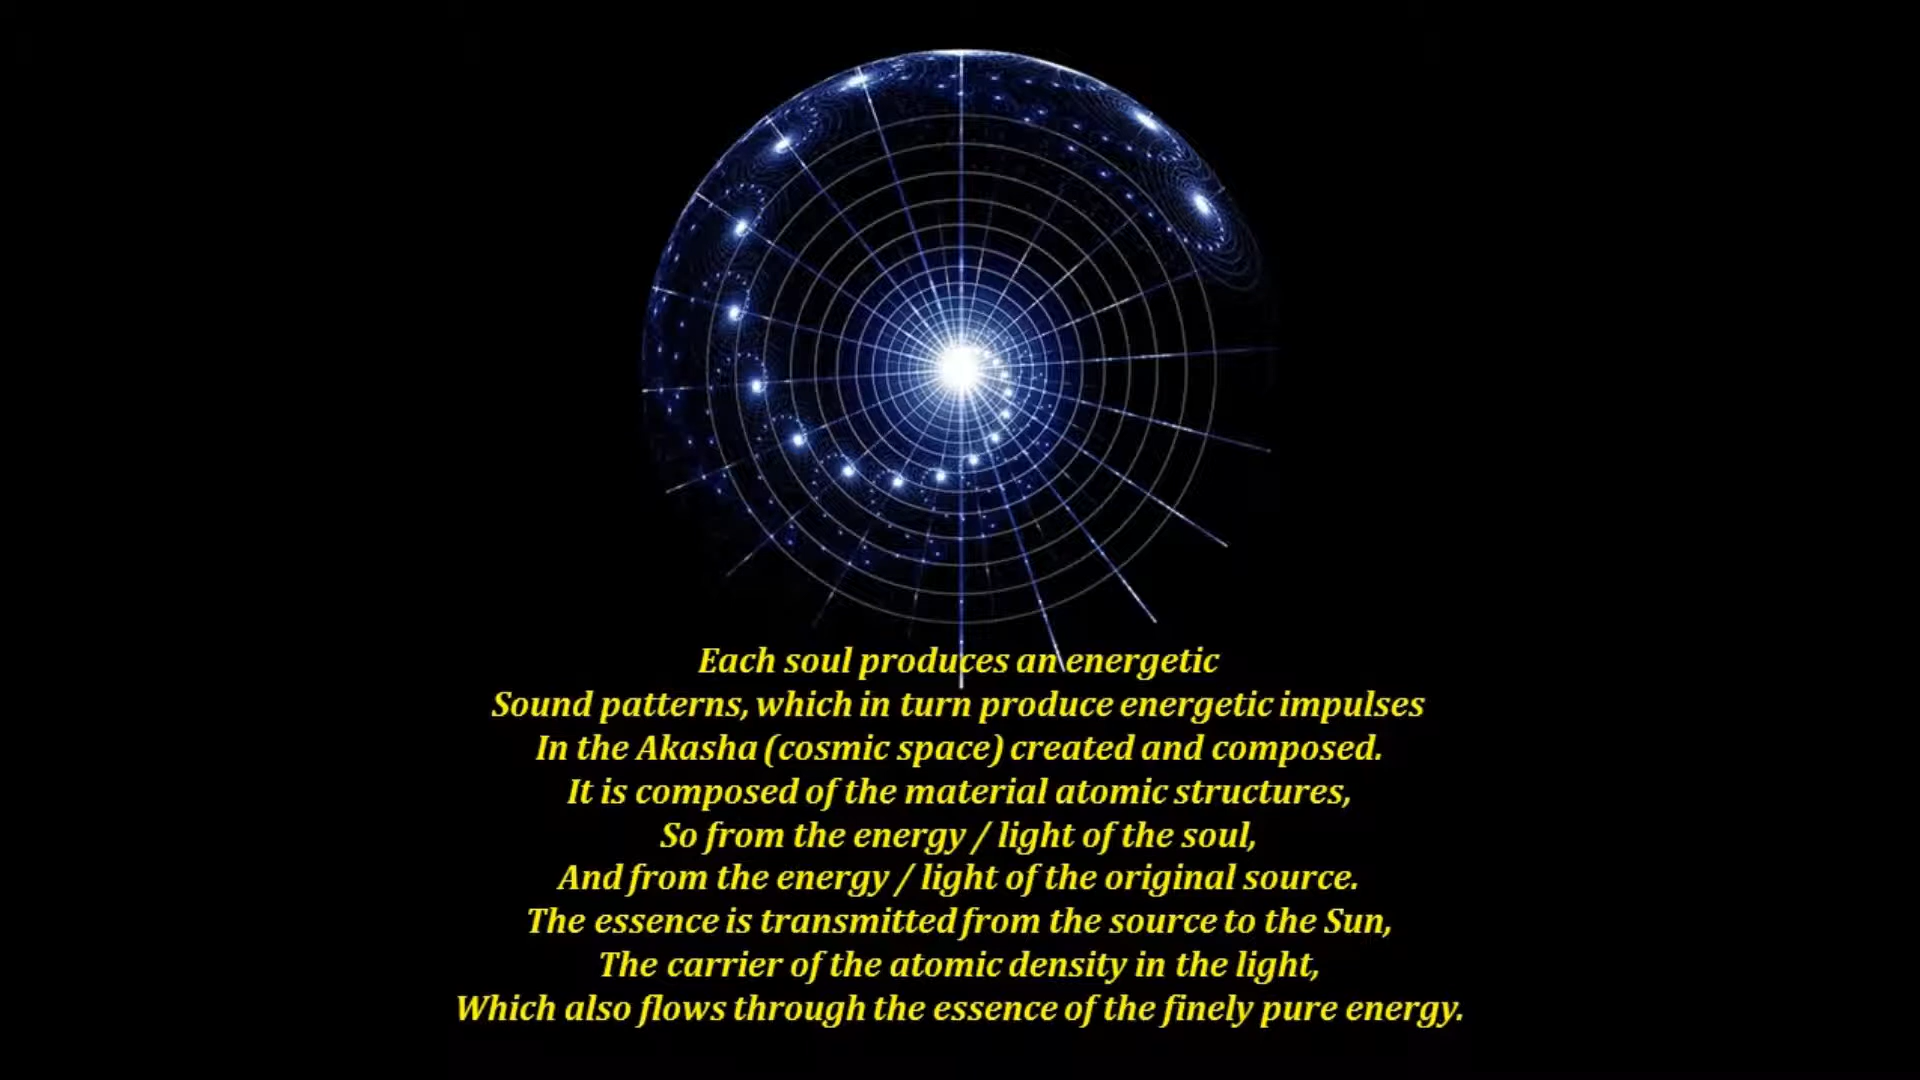 Each soul produces an energetic
Sound patterns, which in turn produce energetic impulses
In the Akasha (cosmic space) created and composed.
It is composed of the material atomic structures,
So from the energy / light of the soul,
And from the energy / light of the original source.
The essence is transmitted from the source to the Sun,
The carrier of the atomic density in the light,
Which also flows through the essence of the finely pure energy.